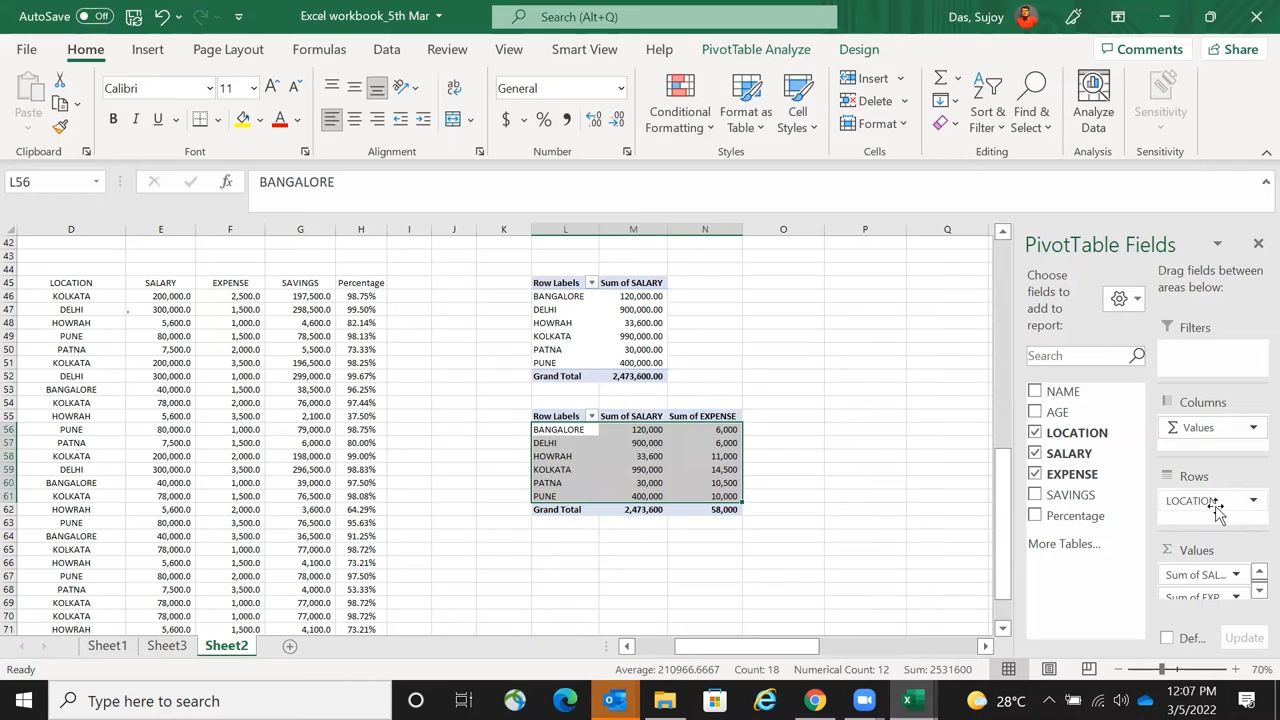 AutoSave Off Excel workbook_5th Mar Search (Alt+Q) Das, Sujoy
File Home Insert Page Layout Formulas Data Review View Smart View Help PivotTable Analyze Design Comments Share
Calibri 11 General
Paste B I U A $ % Conditional Formatting Format as Table Cell Styles Insert Delete Format Sort & Filter Find & Select Analyze Data Sensitivity
Clipboard Font Alignment Number Styles Cells Editing Analysis Sensitivity
L56 fx BANGALORE
D E F G H I J K L M N O P Q
42
43
44
45 LOCATION SALARY EXPENSE SAVINGS Percentage Row Labels Sum of SALARY
46 KOLKATA 200,000.0 2,500.0 197,500.0 98.75% BANGALORE 120,000.00
47 DELHI 300,000.0 1,500.0 298,500.0 99.50% DELHI 900,000.00
48 HOWRAH 5,600.0 1,000.0 4,600.0 82.14% HOWRAH 33,600.00
49 PUNE 80,000.0 1,500.0 78,500.0 98.13% KOLKATA 990,000.00
50 PATNA 7,500.0 2,000.0 5,500.0 73.33% PATNA 30,000.00
51 KOLKATA 200,000.0 3,500.0 196,500.0 98.25% PUNE 400,000.00
52 DELHI 300,000.0 1,000.0 299,000.0 99.67% Grand Total 2,473,600.00
53 BANGALORE 40,000.0 1,500.0 38,500.0 96.25%
54 KOLKATA 78,000.0 2,000.0 76,000.0 97.44%
55 HOWRAH 5,600.0 3,500.0 2,100.0 37.50% Row Labels Sum of SALARY Sum of EXPENSE
56 PUNE 80,000.0 1,000.0 79,000.0 98.75% BANGALORE 120,000 6,000
57 PATNA 7,500.0 1,500.0 6,000.0 80.00% DELHI 900,000 6,000
58 KOLKATA 200,000.0 2,000.0 198,000.0 99.00% HOWRAH 33,600 11,000
59 DELHI 300,000.0 3,500.0 296,500.0 98.83% KOLKATA 990,000 14,500
60 BANGALORE 40,000.0 1,000.0 39,000.0 97.50% PATNA 30,000 10,500
61 KOLKATA 78,000.0 1,500.0 76,500.0 98.08% PUNE 400,000 10,000
62 HOWRAH 5,600.0 2,000.0 3,600.0 64.29% Grand Total 2,473,600 58,000
63 PUNE 80,000.0 3,500.0 76,500.0 95.63%
64 BANGALORE 40,000.0 3,500.0 36,500.0 91.25%
65 KOLKATA 78,000.0 1,000.0 77,000.0 98.72%
66 HOWRAH 5,600.0 1,500.0 4,100.0 73.21%
67 PUNE 80,000.0 2,000.0 78,000.0 97.50%
68 PATNA 7,500.0 3,500.0 4,000.0 53.33%
69 KOLKATA 78,000.0 1,000.0 77,000.0 98.72%
70 KOLKATA 78,000.0 1,000.0 77,000.0 98.72%
71 HOWRAH 5,600.0 1,500.0 4,100.0 73.21%
PivotTable Fields
Choose fields to add to report:
Search
NAME
AGE
LOCATION
SALARY
EXPENSE
SAVINGS
Percentage
More Tables...
Drag fields between areas below:
Filters
Columns
Σ Values
Rows
LOCATION
Σ Values
Sum of SAL...
Sum of EXP...
Def... Update
Sheet1 Sheet3 Sheet2
Ready Average: 210966.6667 Count: 18 Numerical Count: 12 Sum: 2531600 70%
Type here to search 28°C 12:07 PM
3/5/2022